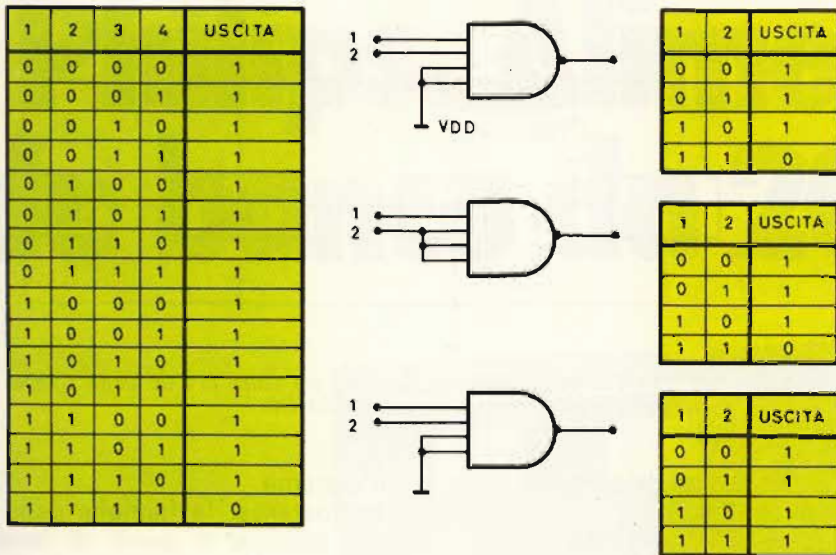 1 2 3 4 USCITA
0 0 0 0 1
0 0 0 1 1
0 0 1 0 1
0 0 1 1 1
0 1 0 0 1
0 1 0 1 1
0 1 1 0 1
0 1 1 1 1
1 0 0 0 1
1 0 0 1 1
1 0 1 0 1
1 0 1 1 1
1 1 0 0 1
1 1 0 1 1
1 1 1 0 1
1 1 1 1 0
1
2
VDD
1 2 USCITA
0 0 1
0 1 1
1 0 1
1 1 0
1
2
1 2 USCITA
0 0 1
0 1 1
1 0 1
1 1 0
1
2
1 2 USCITA
0 0 1
0 1 1
1 0 1
1 1 1